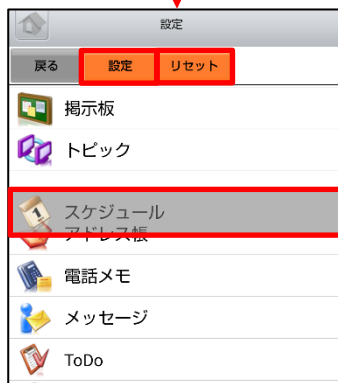 設定
戻る 設定 リセット
掲示板
トピック
スケジュール
アドレス帳
電話メモ
メッセージ
ToDo